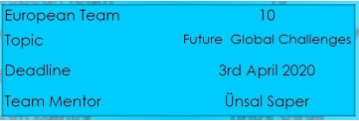 European Team 10
Topic Future Global Challenges
Deadline 3rd April 2020
Team Mentor Ünsal Saper